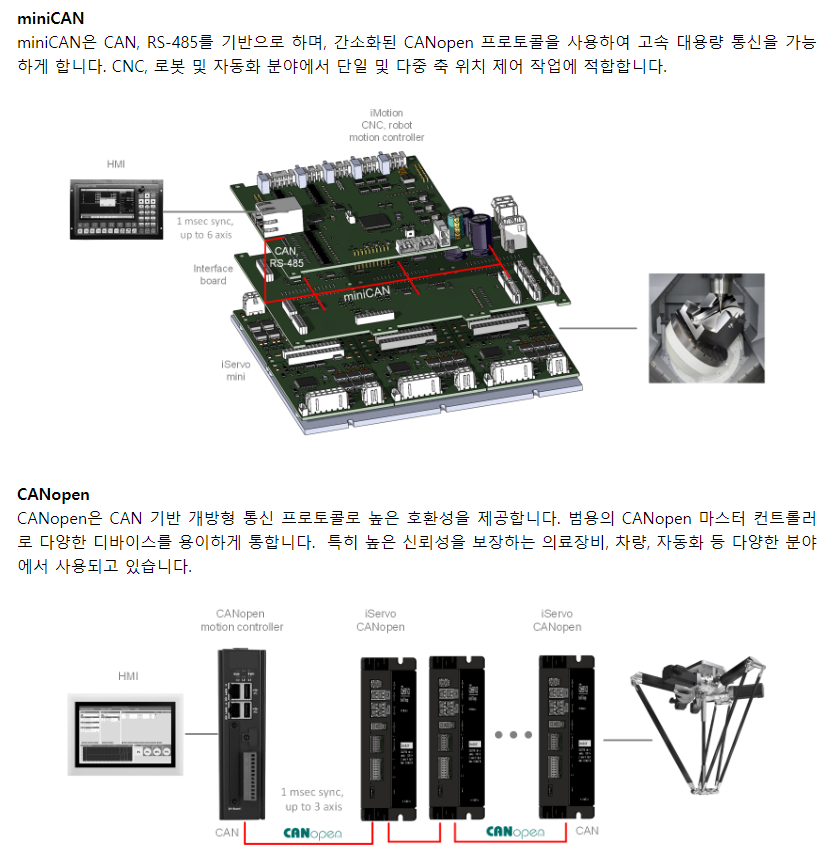 miniCAN
miniCAN은 CAN, RS-485를 기반으로 하며, 간소화된 CANopen 프로토콜을 사용하여 고속 대용량 통신을 가능
하게 합니다. CNC, 로봇 및 자동화 분야에서 단일 및 다중 축 위치 제어 작업에 적합합니다.
iMotion
CNC, robot
motion controller
HMI
1 msec sync,
up to 6 axis
CAN,
RS-485
Interface
board
miniCAN
iServo
mini
CANopen
CANopen은 CAN 기반 개방형 통신 프로토콜로 높은 호환성을 제공합니다. 범용의 CANopen 마스터 컨트롤러
로 다양한 디바이스를 용이하게 통합니다.  특히 높은 신뢰성을 보장하는 의료장비, 차량, 자동화 등 다양한 분야
에서 사용되고 있습니다.
CANopen
motion controller
iServo
CANopen
iServo
CANopen
HMI
1 msec sync,
up to 3 axis
CAN
CANopen
CANopen
CAN